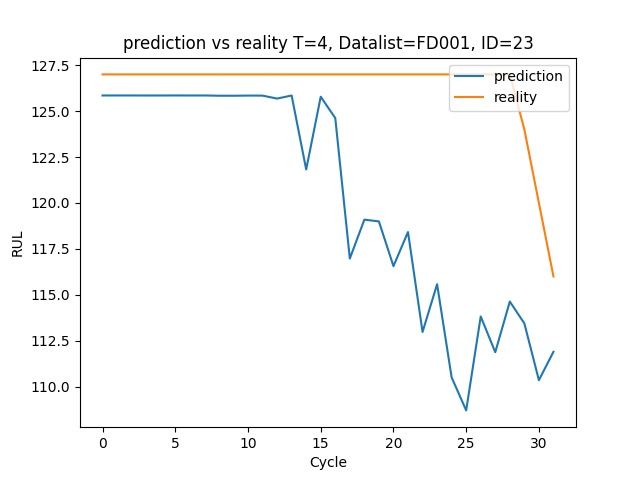 prediction vs reality T=4, Datalist=FD001, ID=23
prediction
reality
127.5
125.0
122.5
120.0
117.5
115.0
112.5
110.0
RUL
0 5 10 15 20 25 30
Cycle